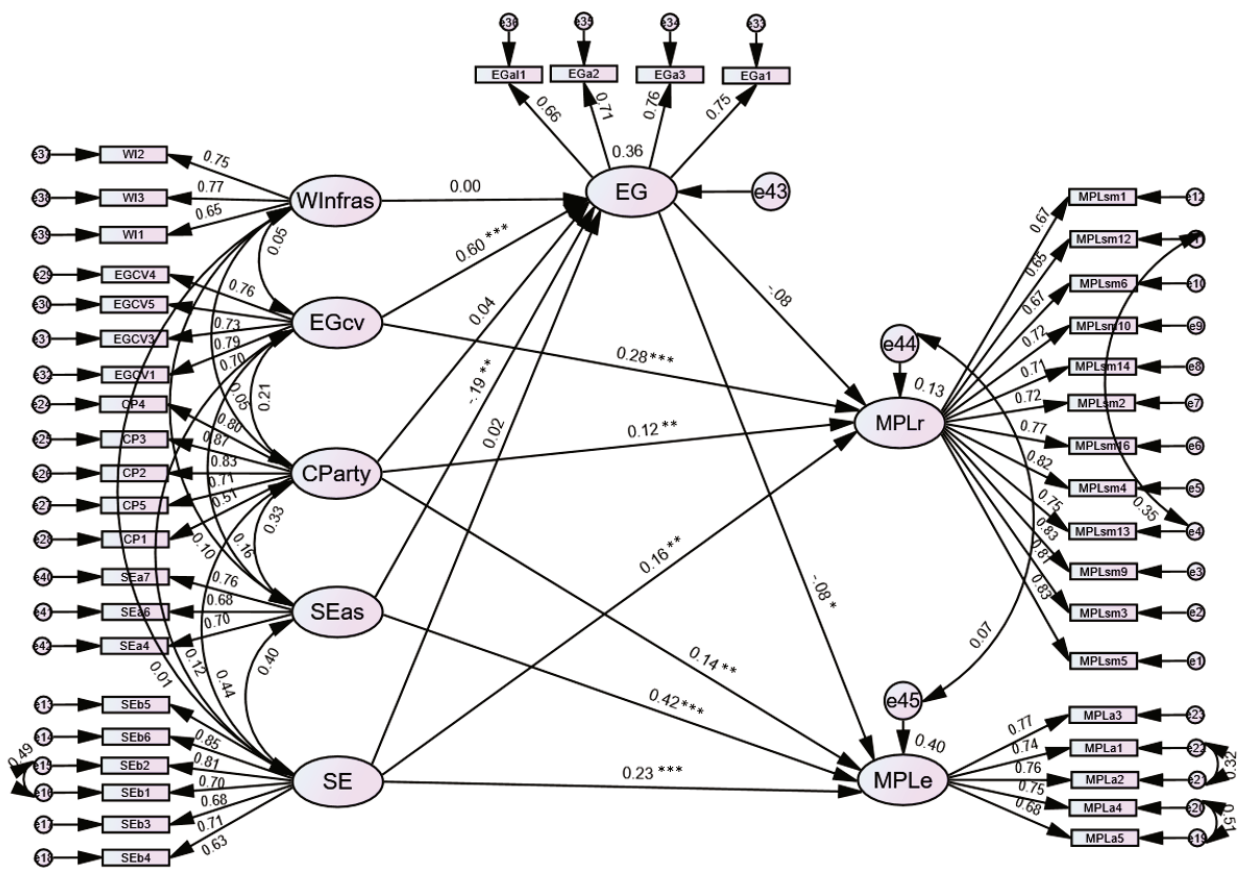 e36 e35 e34 e33
EGal1 EGa2 EGa3 EGa1
0.66 0.71 0.76 0.75
0.36
EG
e43
e37 WI2 0.75
e38 WI3 0.77
e39 WI1 0.65
WInfras
0.00
0.05
e29 EGCV4 0.76
e30 EGCV5 0.73
e31 EGCV3 0.79
e32 EGCV1 0.70
EGcv
0.60 ***
0.28 ***
0.05
0.21
e24 CP4 0.80
e25 CP3 0.87
e26 CP2 0.83
e27 CP5 0.71
e28 CP1 0.51
CParty
0.04
0.12 **
0.14 **
0.10
0.16
0.33
e40 SEa7 0.76
e41 SEa6 0.68
e42 SEa4 0.70
SEas
-.19 **
0.42 ***
0.01
0.12
0.44
0.40
e13 SEb5 0.85
e14 SEb6 0.81
e15 SEb2 0.70
e16 SEb1 0.68
e17 SEb3 0.71
e18 SEb4 0.63
0.49
SE
0.02
0.16 **
0.23 ***
-.08
-.08 *
e44
0.13
MPLr
0.67 MPLsm1 e12
0.65 MPLsm12
0.67 MPLsm6 e10
0.72 MPLsm10 e9
0.71 MPLsm14 e8
0.72 MPLsm2 e7
0.77 MPLsm16 e6
0.82 MPLsm4 e5
0.75 MPLsm13 e4
0.83 MPLsm9 e3
0.81 MPLsm3 e2
0.83 MPLsm5 e1
0.35
0.07
e45
0.40
MPLe
0.77 MPLa3 e23
0.74 MPLa1 e22
0.76 MPLa2 e21
0.75 MPLa4 e20
0.68 MPLa5 e19
0.32
0.51